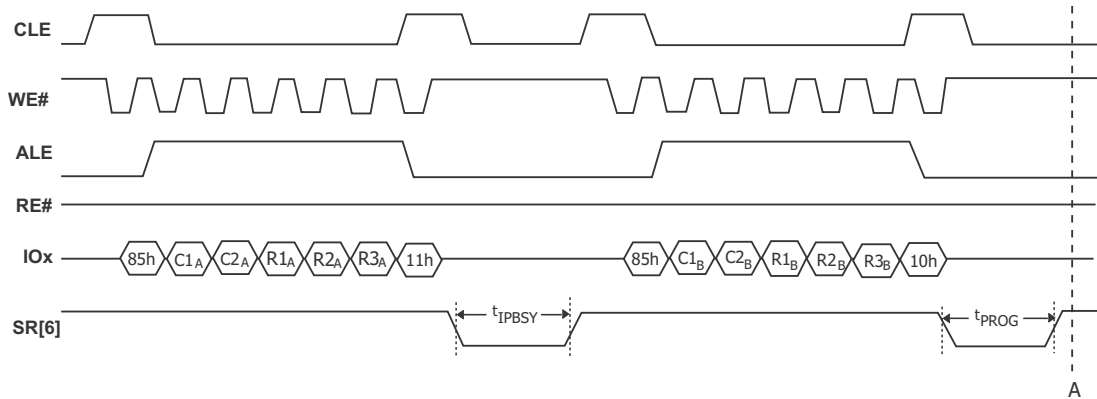 CLE
WE#
ALE
RE#
IOx 85h C1A C2A R1A R2A R3A 11h 85h C1B C2B R1B R2B R3B 10h
SR[6] tIPBSY tPROG
A